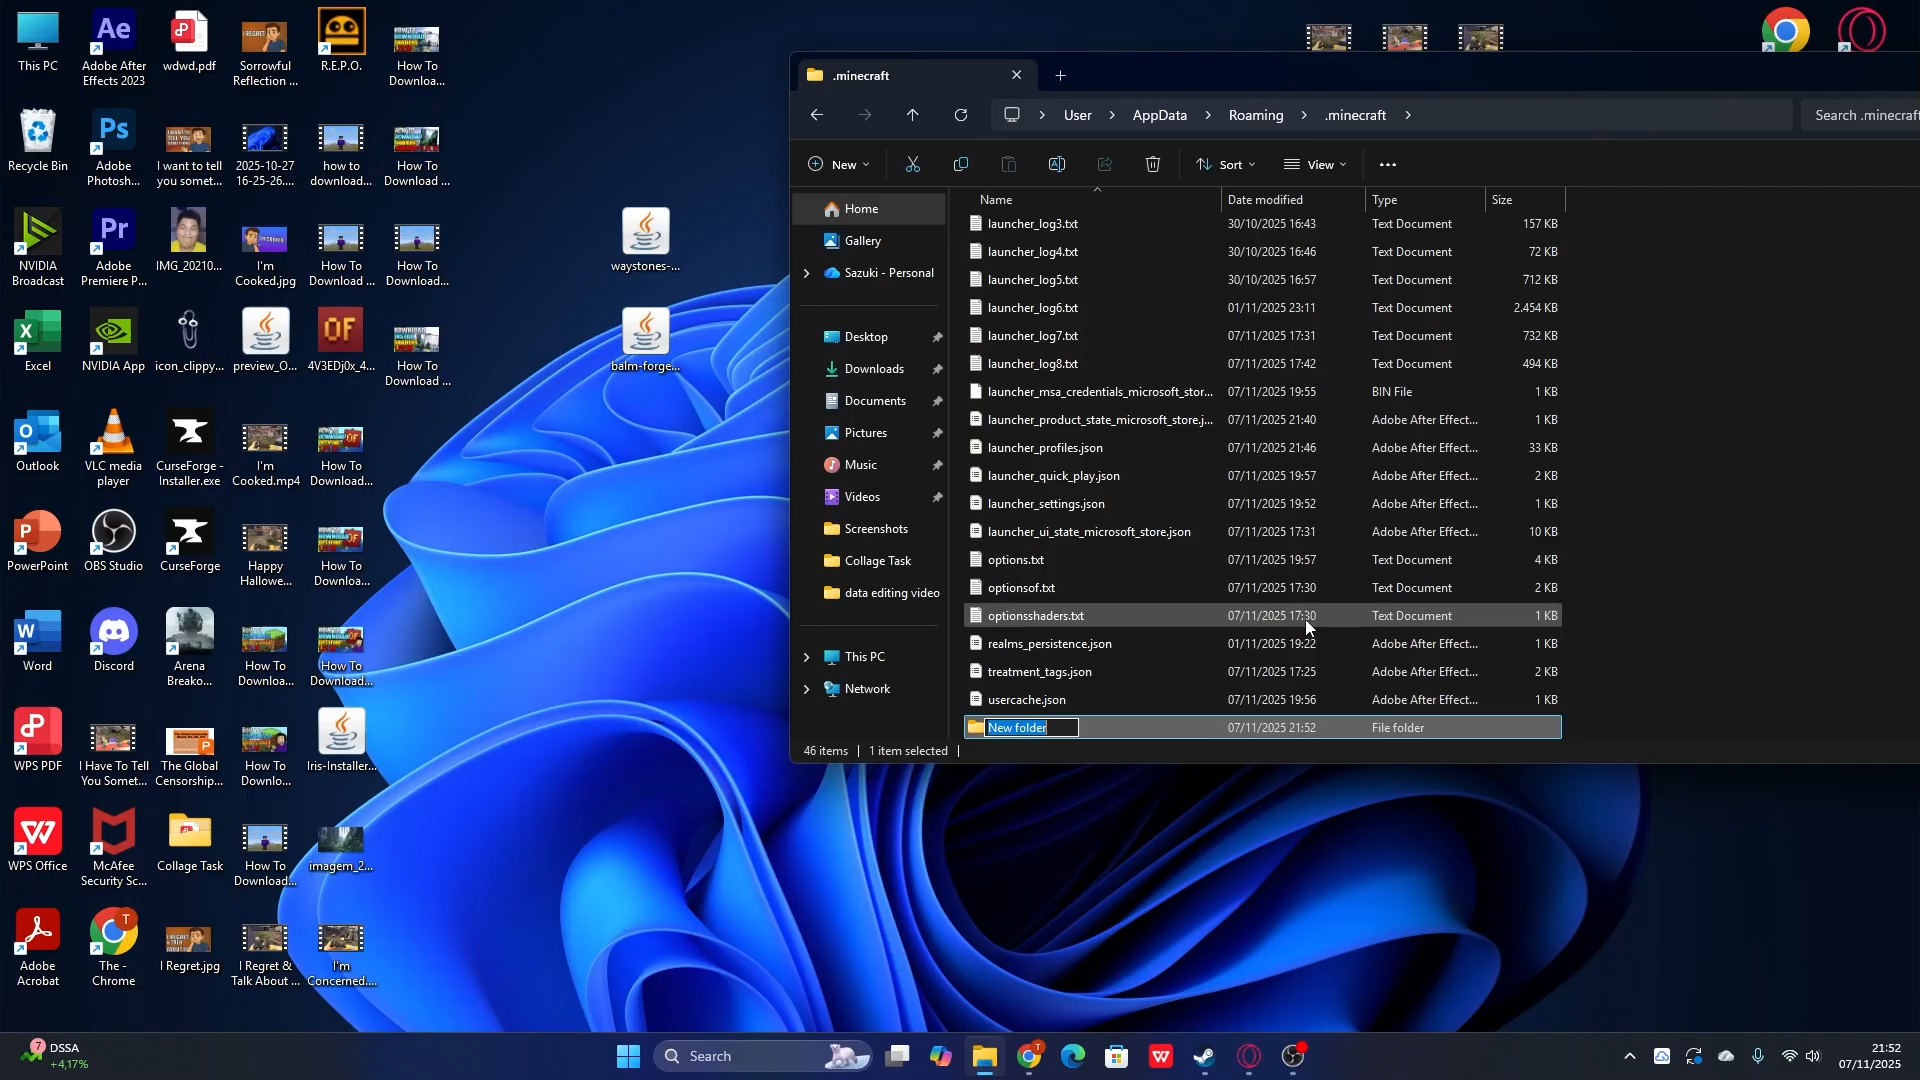 This PC
Adobe After
Effects 2023
wdwd.pdf
Sorrowful
Reflection ...
R.E.P.O.
How To
Downloa...
Recycle Bin
Adobe
Photosh...
I want to tell
you somet...
2025-10-27
16-25-26....
how to
download...
How To
Download ...
NVIDIA
Broadcast
Adobe
Premiere P...
IMG_20210...
I'm
Cooked.jpg
How To
Download ...
How To
Download...
waystones-...
Excel
NVIDIA App
icon_clippy...
preview_O...
4V3EDj0x_4...
How To
Download ...
balm-forge...
Outlook
VLC media
player
CurseForge -
Installer.exe
I'm
Cooked.mp4
How To
Download...
PowerPoint
OBS Studio
CurseForge
Happy
Hallowe...
How To
Downloa...
Word
Discord
Arena
Breako...
How To
Downloa...
How To
Download...
WPS PDF
I Have To Tell
You Somet...
The Global
Censorship...
How To
Downlo...
Iris-Installer...
WPS Office
McAfee
Security Sc...
Collage Task
How To
Download...
imagem_2...
Adobe
Acrobat
The -
Chrome
I Regret.jpg
I Regret &
Talk About ...
I'm
Concerned....
.minecraft
User
AppData
Roaming
.minecraft
Search .minecraft
New
Sort
View
Home
Gallery
Sazuki - Personal
Desktop
Downloads
Documents
Pictures
Music
Videos
Screenshots
Collage Task
data editing video
This PC
Network
Name Date modified Type Size
launcher_log3.txt 30/10/2025 16:43 Text Document 157 KB
launcher_log4.txt 30/10/2025 16:46 Text Document 72 KB
launcher_log5.txt 30/10/2025 16:57 Text Document 712 KB
launcher_log6.txt 01/11/2025 23:11 Text Document 2.454 KB
launcher_log7.txt 07/11/2025 17:31 Text Document 732 KB
launcher_log8.txt 07/11/2025 17:42 Text Document 494 KB
launcher_msa_credentials_microsoft_stor... 07/11/2025 19:55 BIN File 1 KB
launcher_product_state_microsoft_store.j... 07/11/2025 21:40 Adobe After Effect... 1 KB
launcher_profiles.json 07/11/2025 21:46 Adobe After Effect... 33 KB
launcher_quick_play.json 07/11/2025 19:57 Adobe After Effect... 2 KB
launcher_settings.json 07/11/2025 19:52 Adobe After Effect... 1 KB
launcher_ui_state_microsoft_store.json 07/11/2025 17:31 Adobe After Effect... 10 KB
options.txt 07/11/2025 19:57 Text Document 4 KB
optionsof.txt 07/11/2025 17:30 Text Document 2 KB
optionsshaders.txt 07/11/2025 17:30 Text Document 1 KB
realms_persistence.json 01/11/2025 19:22 Adobe After Effect... 1 KB
treatment_tags.json 07/11/2025 17:25 Adobe After Effect... 2 KB
usercache.json 07/11/2025 19:56 Adobe After Effect... 1 KB
New folder 07/11/2025 21:52 File folder
46 items 1 item selected
7
DSSA
+4,17%
Search
21:52
07/11/2025